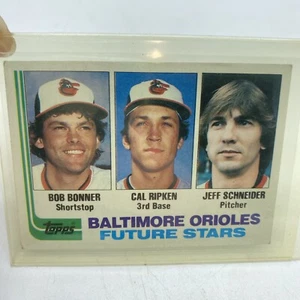 BOB BONNER
Shortstop
CAL RIPKEN
3rd Base
JEFF SCHNEIDER
Pitcher
TOPPS
BALTIMORE ORIOLES
FUTURE STARS